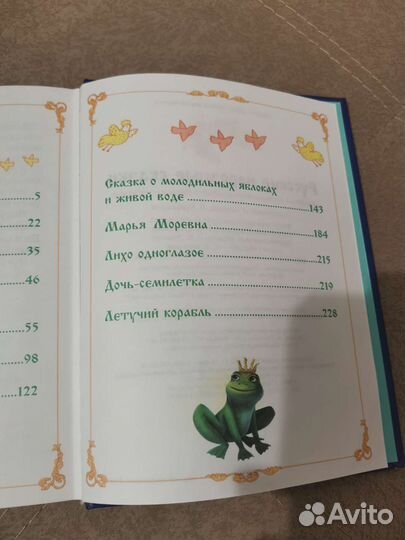 ..........5
..........22
..........35
..........46
..........55
..........98
..........122
Сказка о молодильных яблоках
и живой воде..........143
Марья Моревна..........184
Лихо одноглазое..........215
Дочь-семилетка..........219
Летучий корабль..........228
Avito